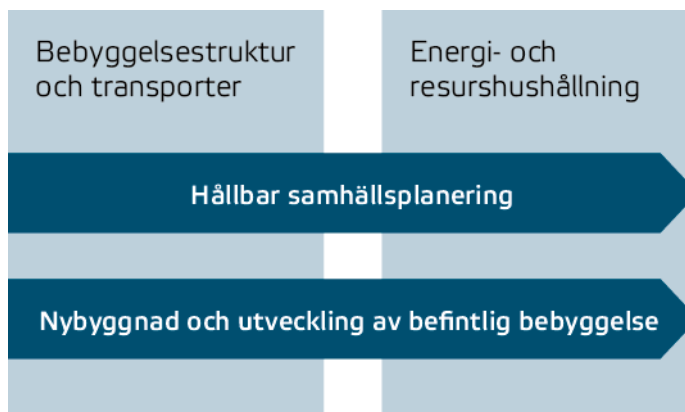 Bebyggelsestruktur
och transporter
Energi- och
resurshushållning
Hållbar samhällsplanering
Nybyggnad och utveckling av befintlig bebyggelse